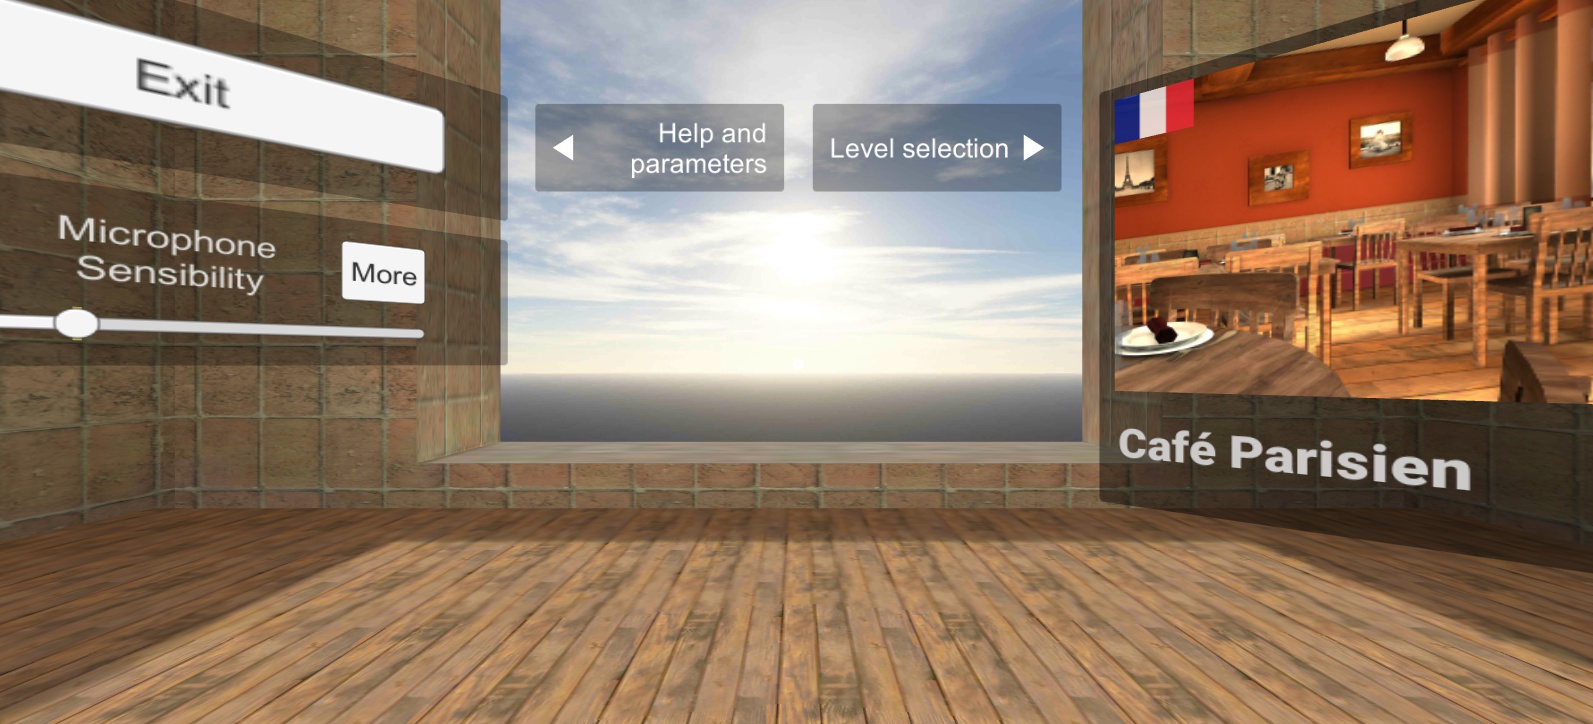 Exit
Microphone
Sensibility
More
Help and
parameters
Level selection
Café Parisien